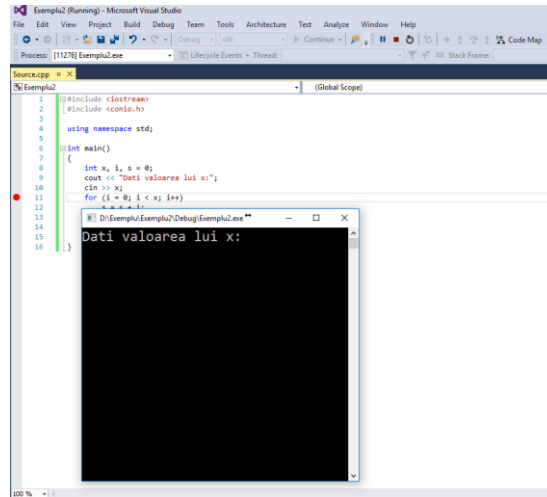 Exemplu2 (Running) - Microsoft Visual Studio
File Edit View Project Build Debug Team Tools Architecture Test Analyze Window Help
Debug x86 Continue Code Map
Process: [11276] Exemplu2.exe Lifecycle Events Thread: Stack Frame:
Source.cpp
Exemplu2 (Global Scope)
1 #include <iostream>
2 #include <conio.h>
3
4 using namespace std;
5
6 int main()
7 {
8 int x, i, s = 0;
9 cout << "Dati valoarea lui x:";
10 cin >> x;
11 for (i = 0; i < x; i++)
12 s = s + i;
13 D:\Exemplu\Exemplu2\Debug\Exemplu2.exe
14 Dati valoarea lui x:
15
16 }
100 %